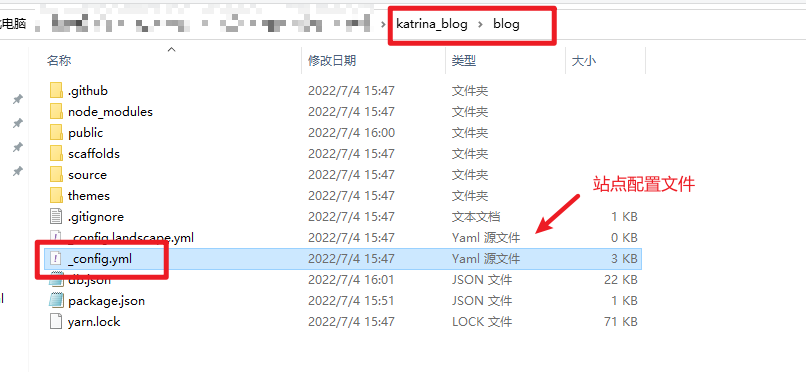 电脑 › katrina_blog › blog
名称 修改日期 类型 大小
.github 2022/7/4 15:47 文件夹
node_modules 2022/7/4 15:47 文件夹
public 2022/7/4 16:00 文件夹
scaffolds 2022/7/4 15:47 文件夹
source 2022/7/4 15:47 文件夹
themes 2022/7/4 15:47 文件夹
站点配置文件
.gitignore 2022/7/4 15:47 文本文档 1 KB
_config.landscape.yml 2022/7/4 15:47 Yaml 源文件 0 KB
_config.yml 2022/7/4 15:47 Yaml 源文件 3 KB
db.json 2022/7/4 16:01 JSON 文件 22 KB
package.json 2022/7/4 15:51 JSON 文件 1 KB
yarn.lock 2022/7/4 15:47 LOCK 文件 71 KB